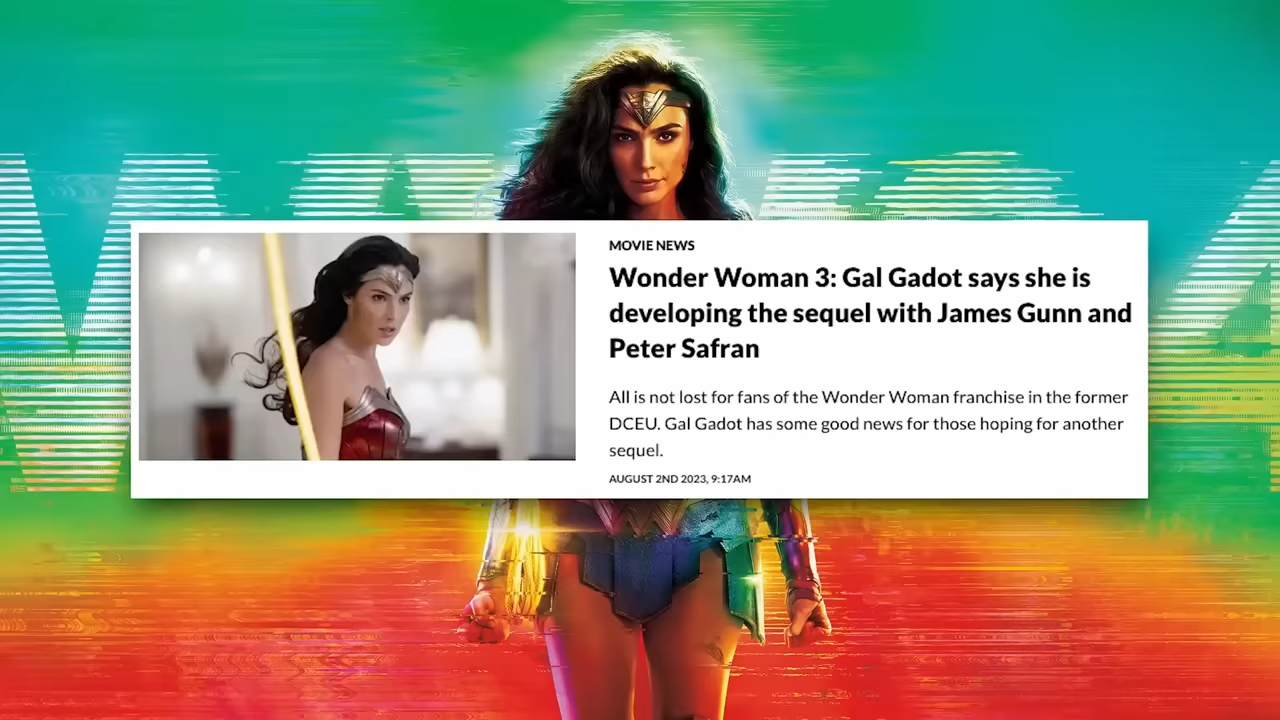 MOVIE NEWS
Wonder Woman 3: Gal Gadot says she is
developing the sequel with James Gunn and
Peter Safran
All is not lost for fans of the Wonder Woman franchise in the former
DCEU. Gal Gadot has some good news for those hoping for another
sequel.
AUGUST 2ND 2023, 9:17AM